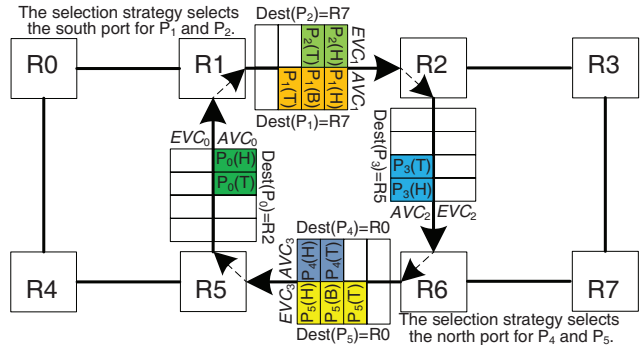 The selection strategy selects
the south port for P1 and P2.
Dest(P2)=R7
R0
R1
P2(T)
P2(H)
EVC1
R2
R3
P1(T)
P1(B)
P1(H)
AVC1
Dest(P1)=R7
EVC0
AVC0
P0(H)
P0(T)
Dest(P0)=R2
Dest(P3)=R5
P3(T)
P3(H)
AVC2
EVC2
Dest(P4)=R0
AVC3
P4(H)
P4(T)
R4
R5
EVC3
P5(H)
P5(B)
P5(T)
R6
R7
Dest(P5)=R0
The selection strategy selects
the north port for P4 and P5.